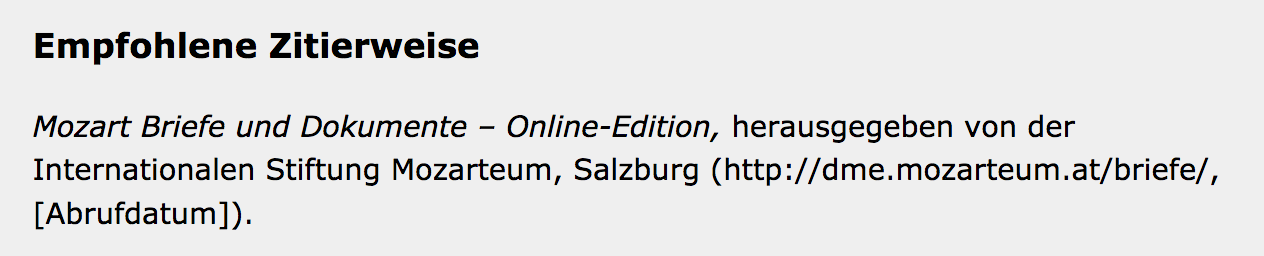 Empfohlene Zitierweise
Mozart Briefe und Dokumente – Online-Edition, herausgegeben von der
Internationalen Stiftung Mozarteum, Salzburg (http://dme.mozarteum.at/briefe/,
[Abrufdatum]).